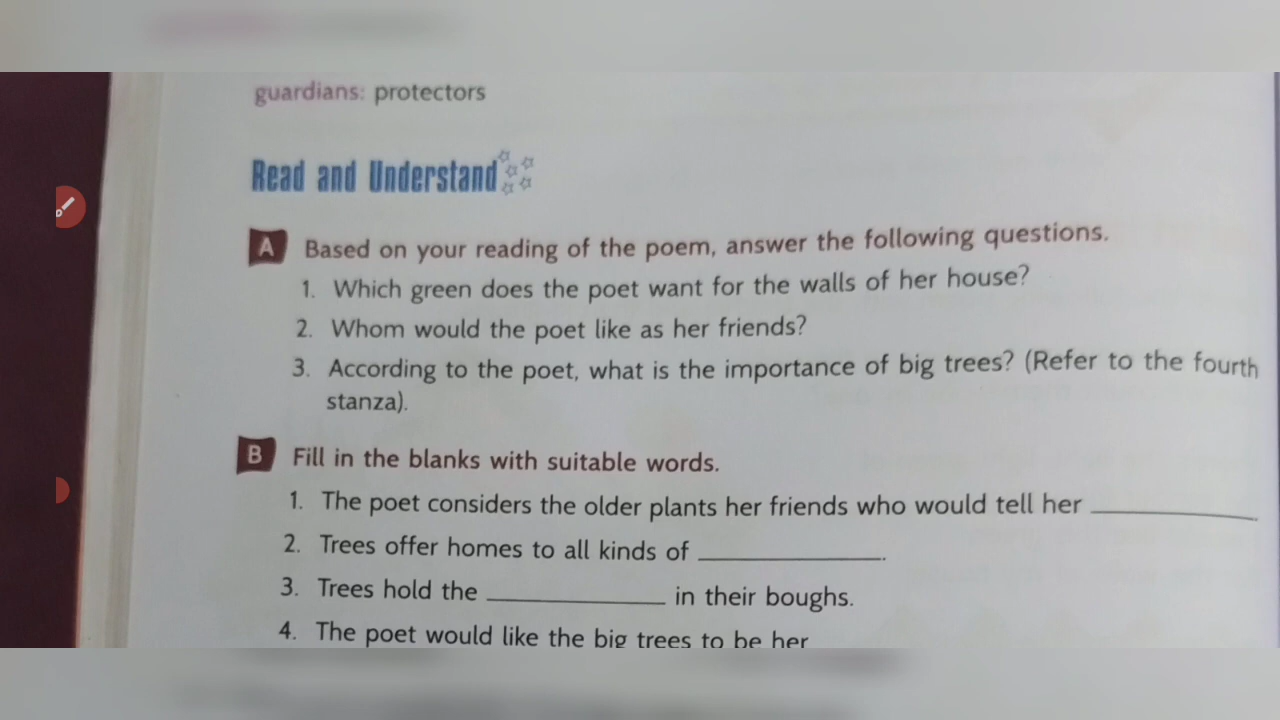 guardians: protectors
Read and Understand
A Based on your reading of the poem, answer the following questions.
1. Which green does the poet want for the walls of her house?
2. Whom would the poet like as her friends?
3. According to the poet, what is the importance of big trees? (Refer to the fourth
stanza).
B Fill in the blanks with suitable words.
1. The poet considers the older plants her friends who would tell her ____________
2. Trees offer homes to all kinds of ____________.
3. Trees hold the ____________ in their boughs.
4. The poet would like the big trees to be her